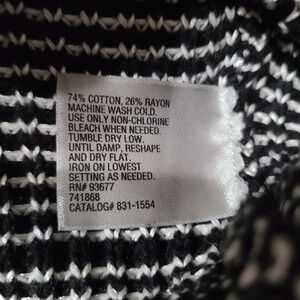 74% COTTON, 26% RAYON
MACHINE WASH COLD.
USE ONLY NON-CHLORINE
BLEACH WHEN NEEDED.
TUMBLE DRY LOW.
UNTIL DAMP, RESHAPE
AND DRY FLAT.
IRON ON LOWEST
SETTING AS NEEDED.
RN# 93677
741868
CATALOG# 831-1554